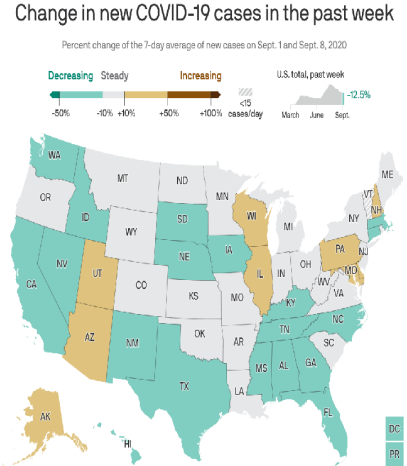 Change in new COVID-19 cases in the past week
Percent change of the 7-day average of new cases on Sept. 1 and Sept. 8, 2020
Decreasing Steady Increasing
-50% -10% +10% +50% +100%
<15
cases/day
U.S. total, past week
-12.5%
March June Sept.
WA
MT
ND
MN
ME
VT
NH
OR
ID
SD
WI
MI
NY
WY
NE
IA
PA
NJ
NV
UT
CO
IL
IN
OH
MD
CA
KS
MO
WV
VA
KY
AZ
NM
OK
AR
TN
NC
SC
TX
LA
MS
AL
GA
FL
AK
HI
DC
PR